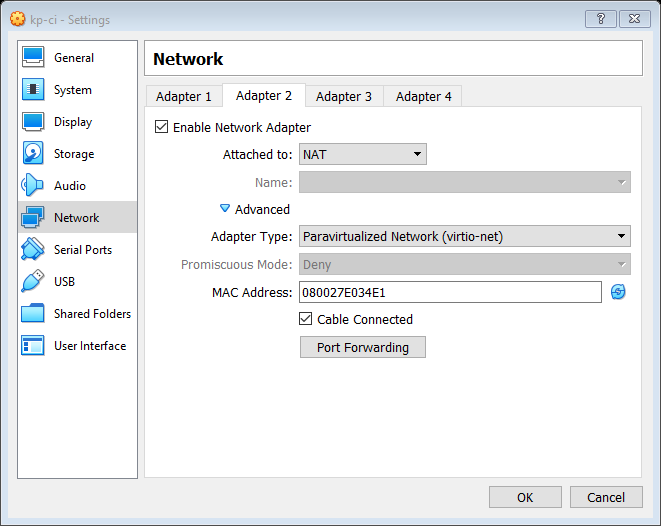 kp-ci - Settings
General
System
Display
Storage
Audio
Network
Serial Ports
USB
Shared Folders
User Interface
Network
Adapter 1 Adapter 2 Adapter 3 Adapter 4
Enable Network Adapter
Attached to: NAT
Name:
Advanced
Adapter Type: Paravirtualized Network (virtio-net)
Promiscuous Mode: Deny
MAC Address: 080027E034E1
Cable Connected
Port Forwarding
OK Cancel